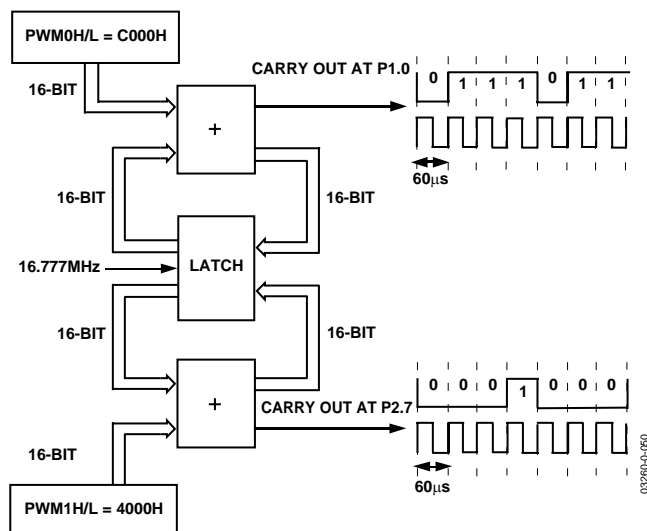 PWM0H/L = C000H
16-BIT
CARRY OUT AT P1.0
0 1 1 1 0 1 1
+
60μs
16-BIT
16-BIT
LATCH
16.777MHz
16-BIT
16-BIT
0 0 0 1 0 0 0
+
CARRY OUT AT P2.7
16-BIT
60μs
PWM1H/L = 4000H
03260-0-050